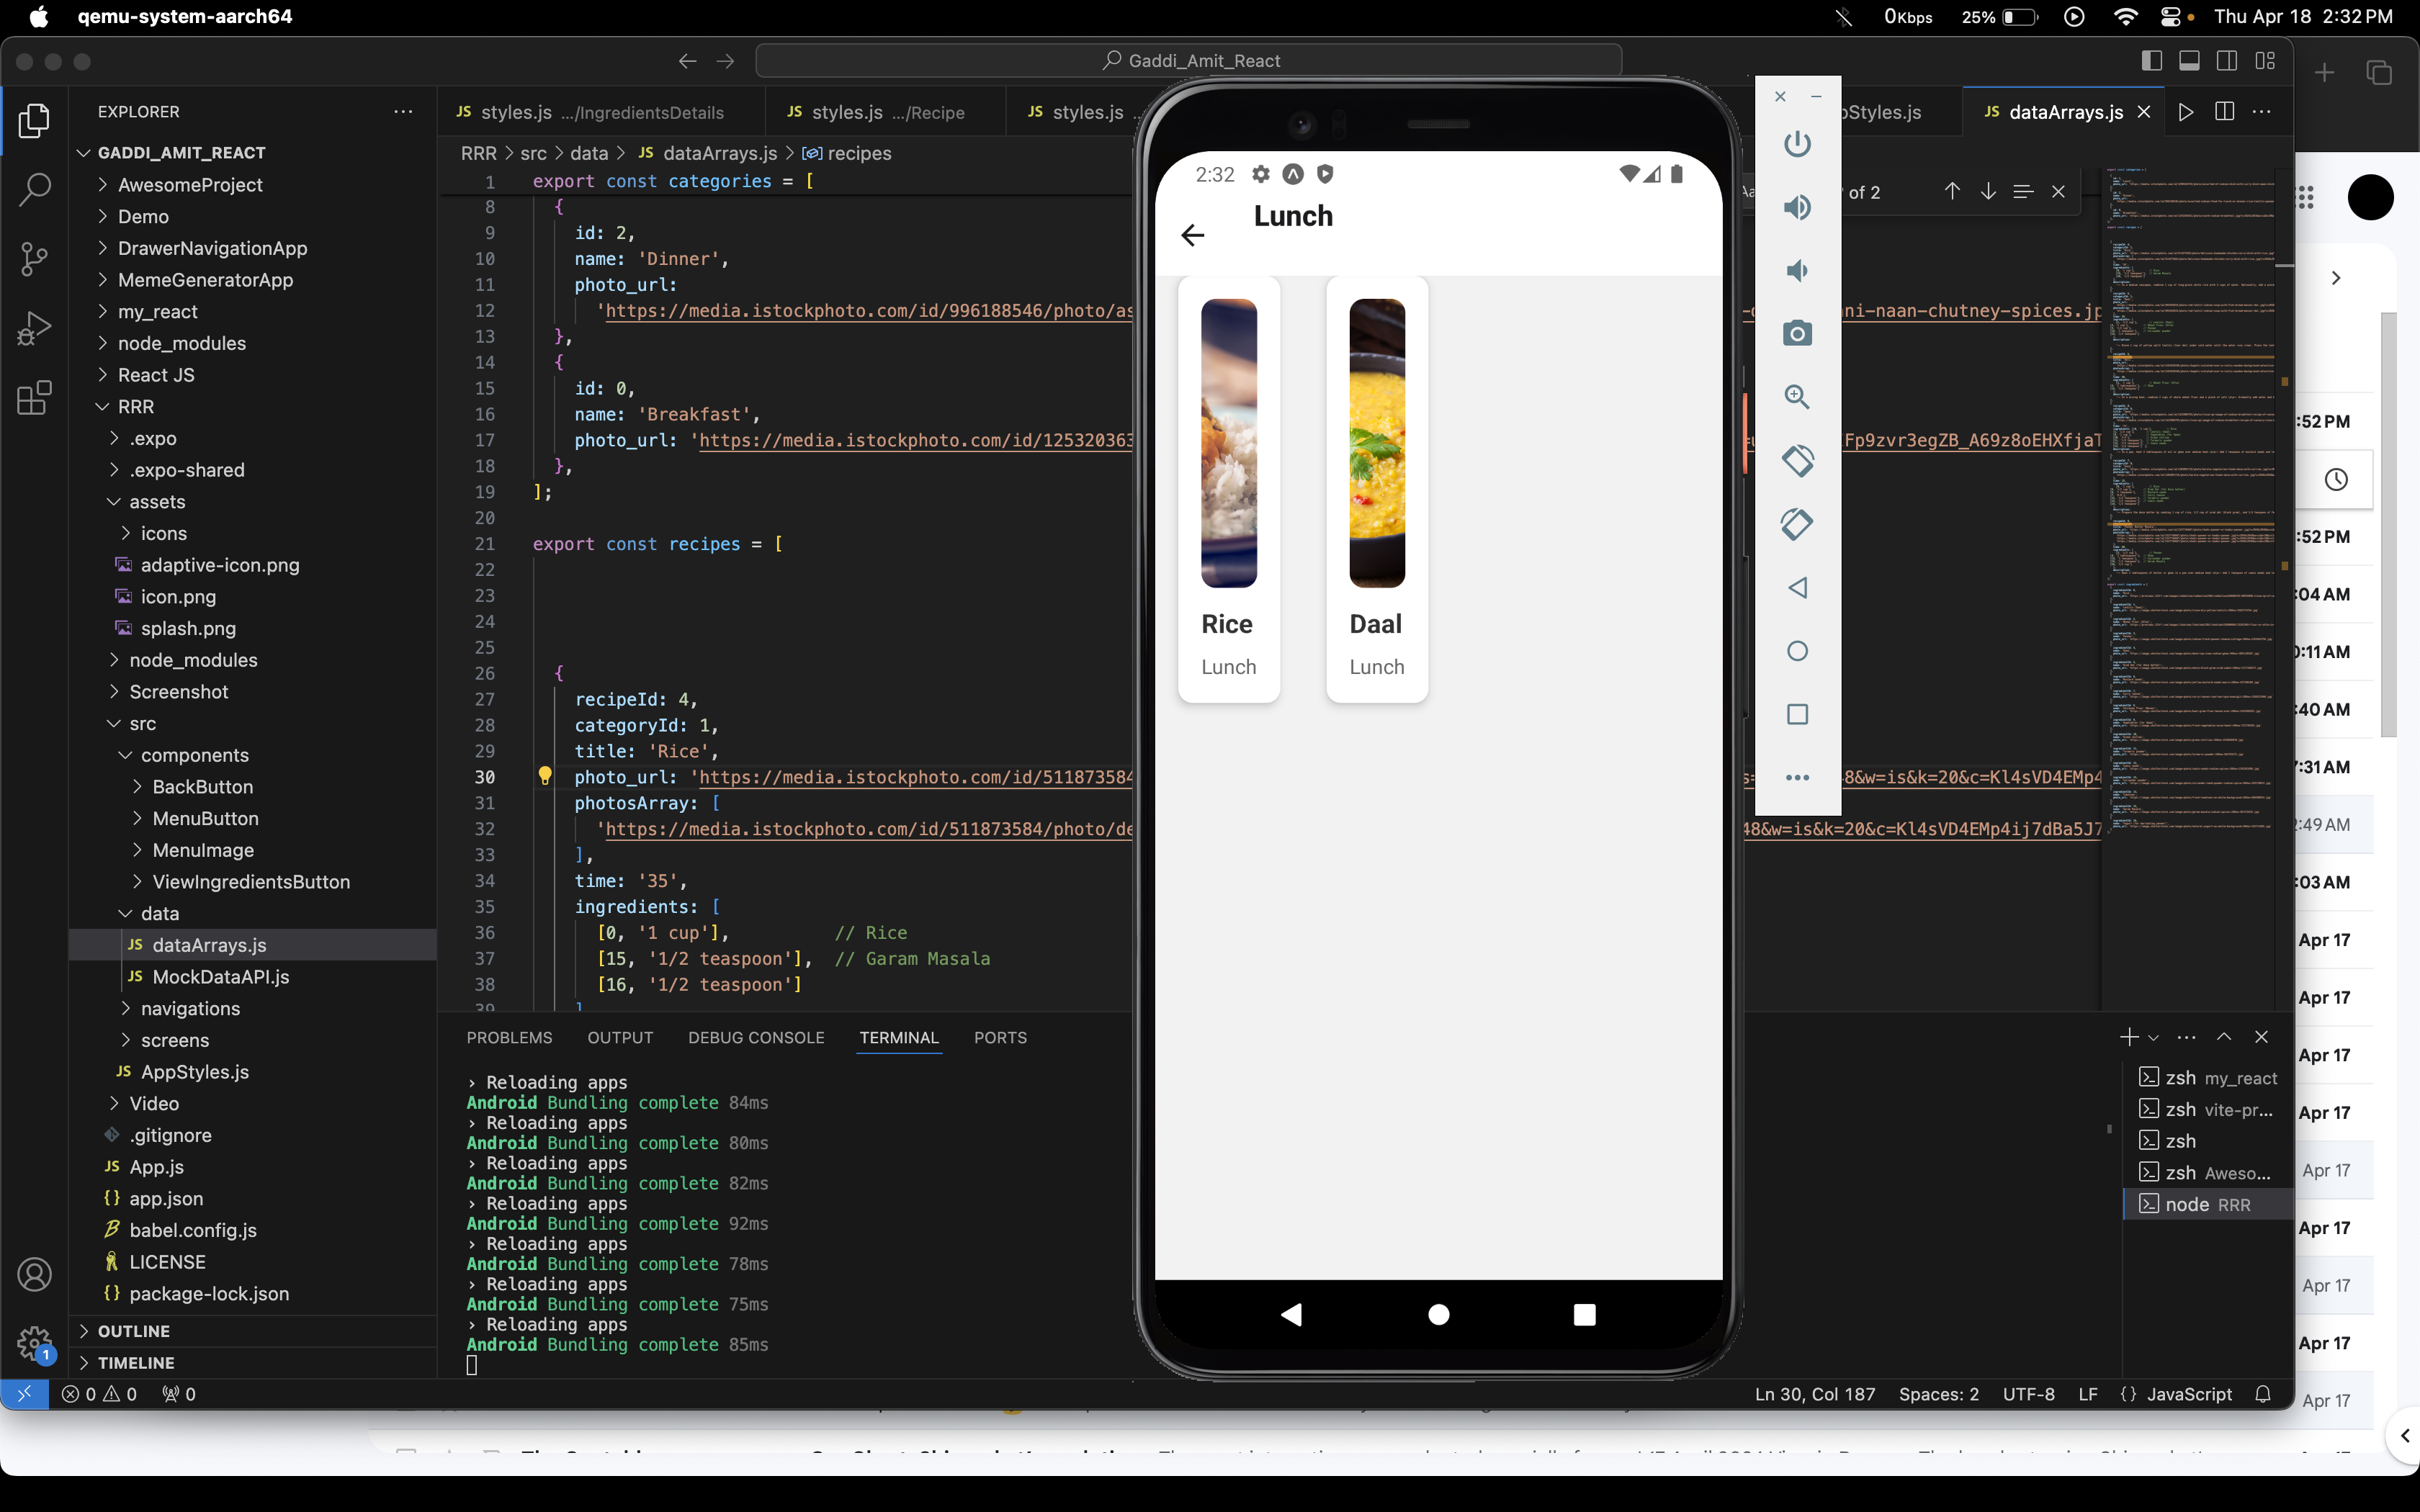 qemu-system-aarch64
0Kbps 25% Thu Apr 18 2:32 PM
Gaddi_Amit_React
EXPLORER
GADDI_AMIT_REACT
AwesomeProject
Demo
DrawerNavigationApp
MemeGeneratorApp
my_react
node_modules
React JS
RRR
.expo
.expo-shared
assets
icons
adaptive-icon.png
icon.png
splash.png
node_modules
Screenshot
src
components
BackButton
MenuButton
MenuImage
ViewIngredientsButton
data
JS dataArrays.js
JS MockDataAPI.js
navigations
screens
JS AppStyles.js
Video
.gitignore
JS App.js
{} app.json
babel.config.js
LICENSE
{} package-lock.json
OUTLINE
TIMELINE
JS styles.js .../IngredientsDetails
JS styles.js .../Recipe
JS styles.js
pStyles.js
JS dataArrays.js
RRR > src > data > JS dataArrays.js > recipes
of 2
1 export const categories = [
8 {
9 id: 2,
10 name: 'Dinner',
11 photo_url:
12 'https://media.istockphoto.com/id/996188546/photo/as
ni-naan-chutney-spices.jp
13 },
14 {
15 id: 0,
16 name: 'Breakfast',
17 photo_url: 'https://media.istockphoto.com/id/125320363
Fp9zvr3egZB_A69z8oEHXfjaT
18 },
19 ];
20
21 export const recipes = [
22
23
24
25
26 {
27 recipeId: 4,
28 categoryId: 1,
29 title: 'Rice',
30 photo_url: 'https://media.istockphoto.com/id/511873584
8&w=is&k=20&c=Kl4sVD4EMp4
31 photosArray: [
32 'https://media.istockphoto.com/id/511873584/photo/de
48&w=is&k=20&c=Kl4sVD4EMp4ij7dBa5J7
33 ],
34 time: '35',
35 ingredients: [
36 [0, '1 cup'], // Rice
37 [15, '1/2 teaspoon'], // Garam Masala
38 [16, '1/2 teaspoon']
39 ]
2:32
Lunch
Rice
Lunch
Daal
Lunch
PROBLEMS OUTPUT DEBUG CONSOLE TERMINAL PORTS
› Reloading apps
Android Bundling complete 84ms
› Reloading apps
Android Bundling complete 80ms
› Reloading apps
Android Bundling complete 82ms
› Reloading apps
Android Bundling complete 92ms
› Reloading apps
Android Bundling complete 78ms
› Reloading apps
Android Bundling complete 75ms
› Reloading apps
Android Bundling complete 85ms
zsh my_react
zsh vite-pr...
zsh
zsh Aweso...
node RRR
1
0 0 0
Ln 30, Col 187 Spaces: 2 UTF-8 LF {} JavaScript
:52 PM
:52 PM
:04 AM
:11 AM
:40 AM
:31 AM
:49 AM
:03 AM
Apr 17
Apr 17
Apr 17
Apr 17
Apr 17
Apr 17
Apr 17
Apr 17
Apr 17